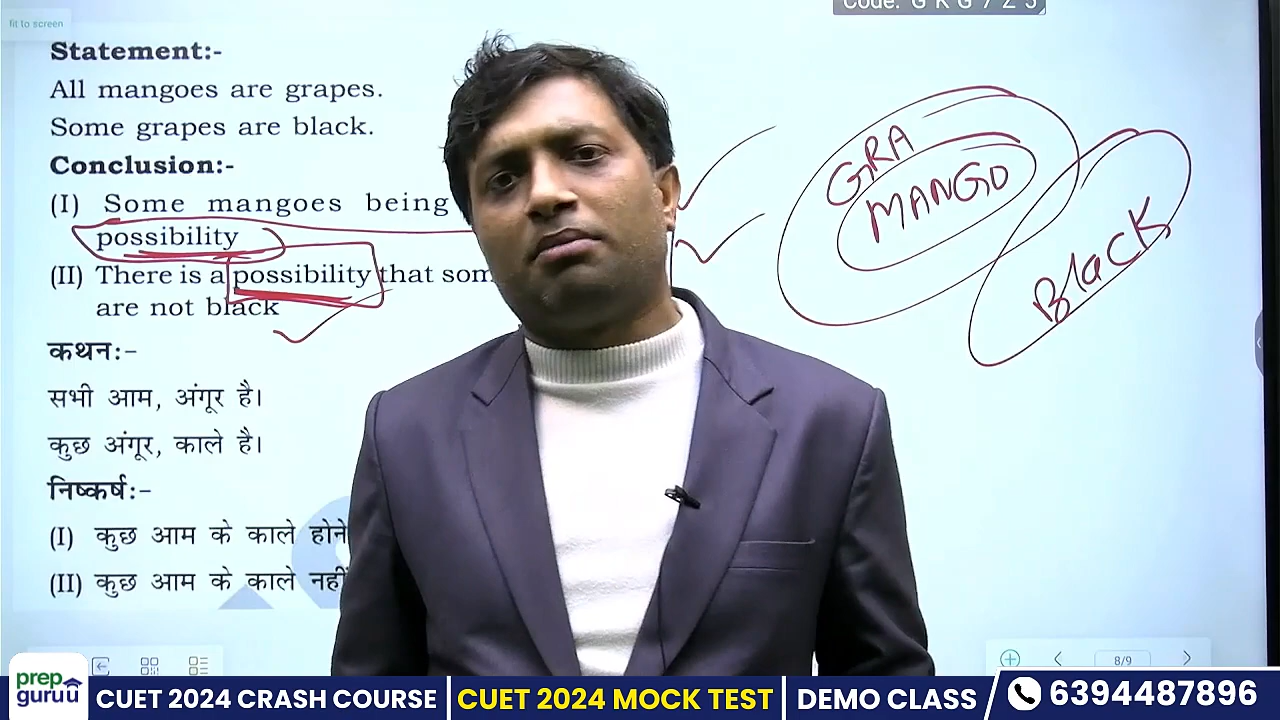 fit to screen
Code: GKG725
Statement:-
All mangoes are grapes.
Some grapes are black.
Conclusion:-
(I) Some mangoes being
possibility
(II) There is a possibility that som
are not black
कथन:-
सभी आम, अंगूर है।
कुछ अंगूर, काले है।
निष्कर्ष:-
(I) कुछ आम के काले होने
(II) कुछ आम के काले नहीं
GRA
MANGO
BlacK
8/9
prep guruu
CUET 2024 CRASH COURSE
CUET 2024 MOCK TEST
DEMO CLASS
6394487896